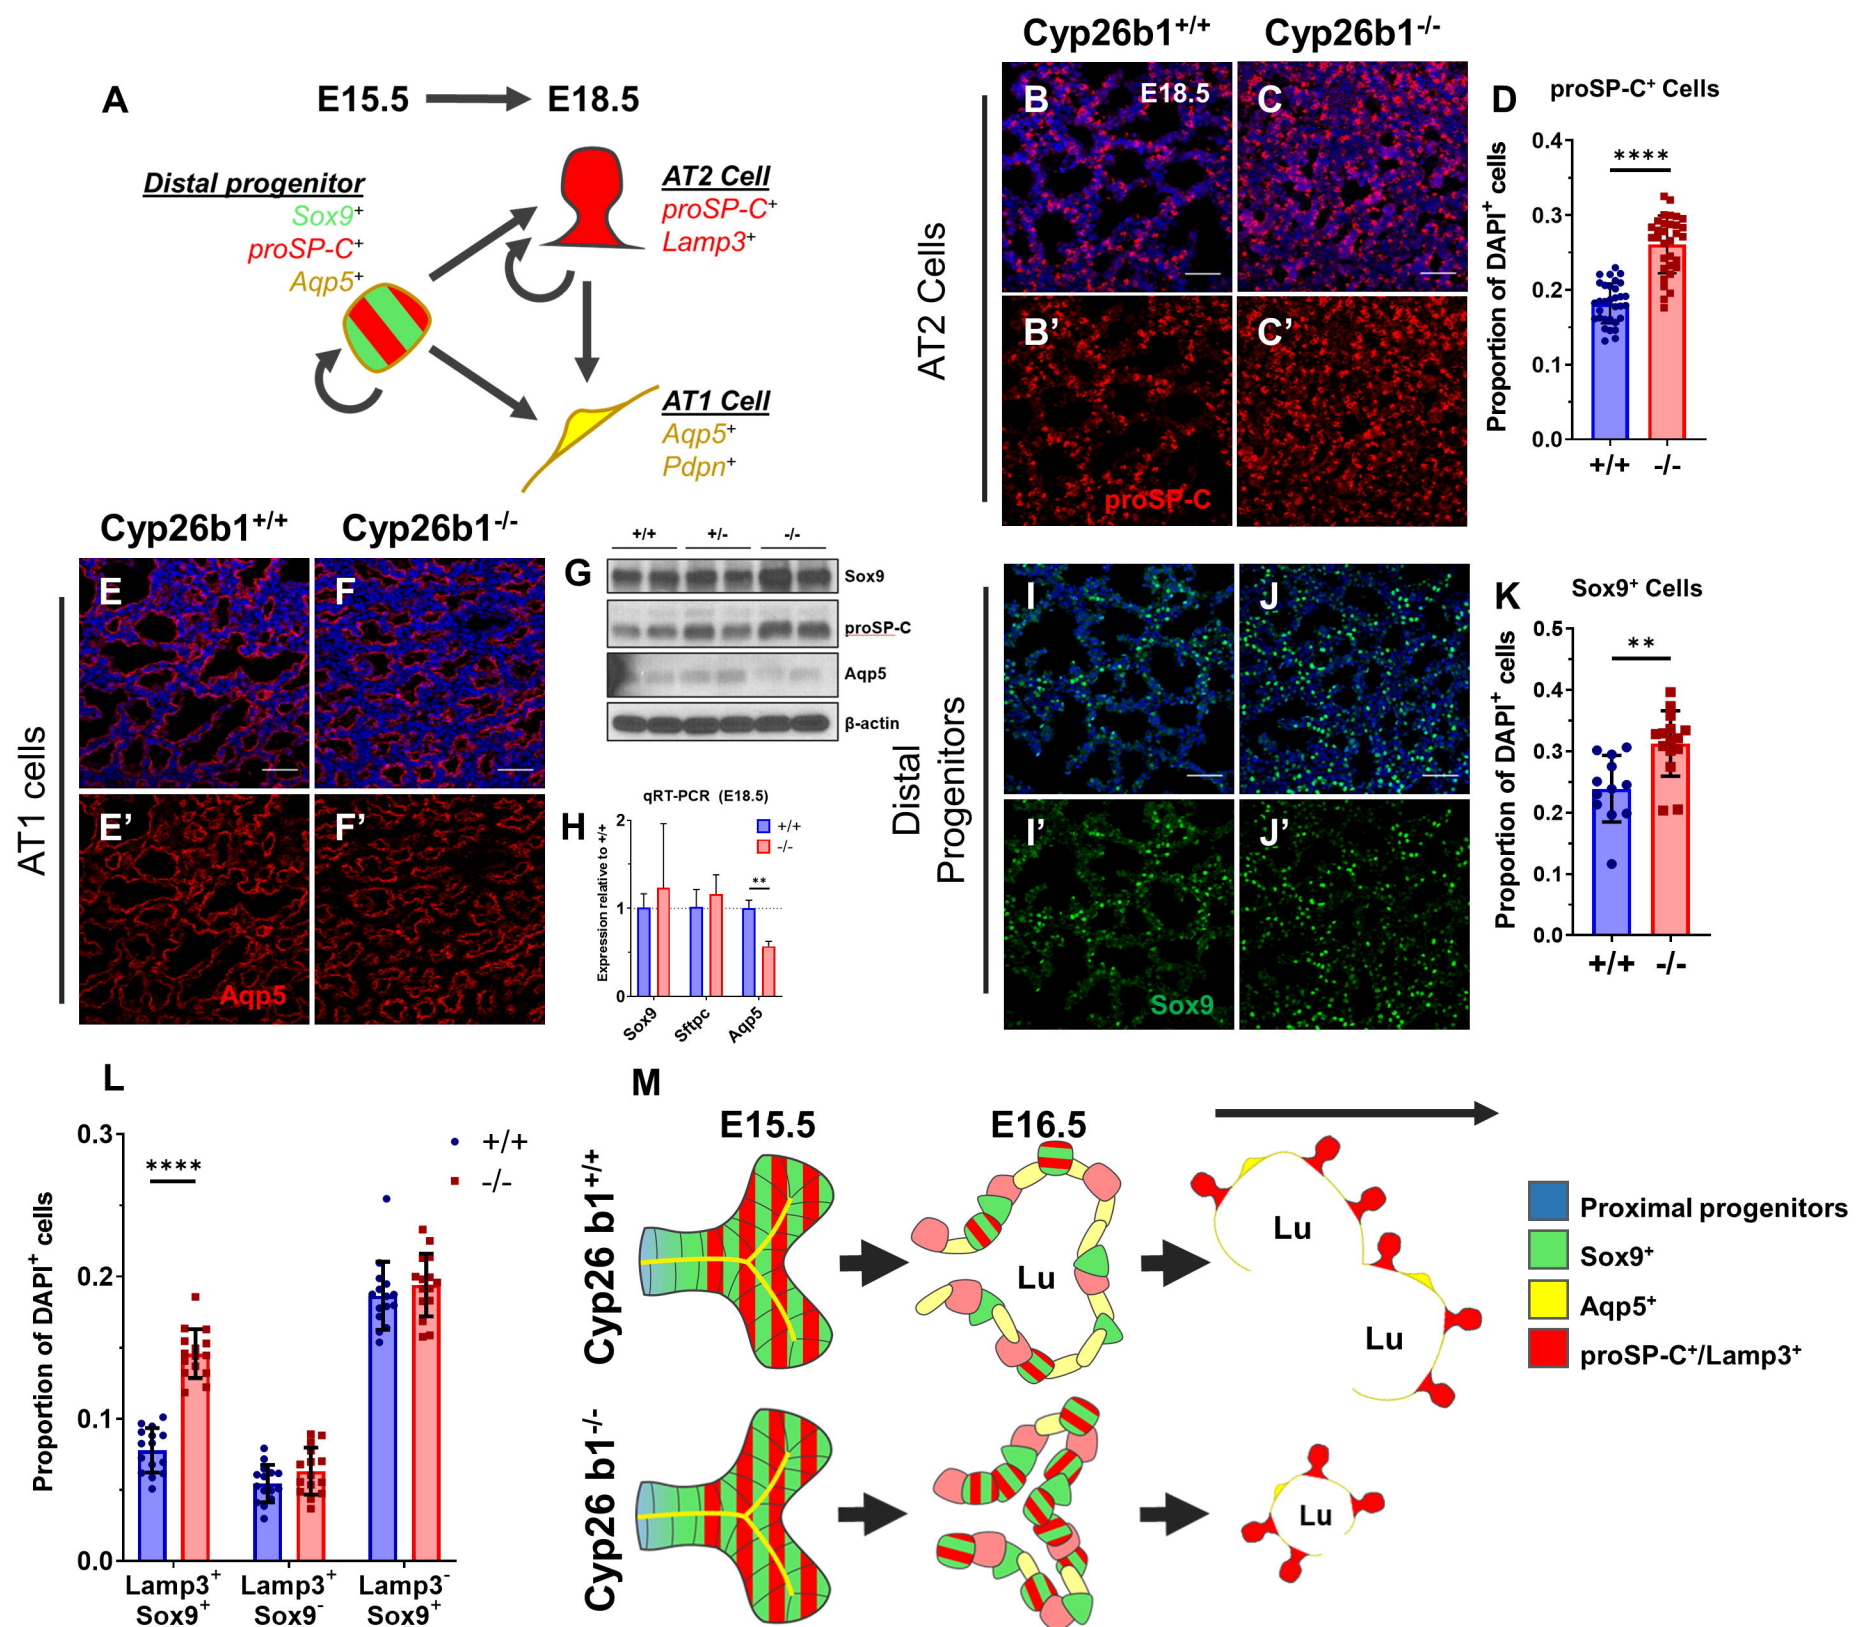 A
E15.5
E18.5
Distal progenitor
Sox9+
proSP-C+
Aqp5+
AT2 Cell
proSP-C+
Lamp3+
AT1 Cell
Aqp5+
Pdpn+
Cyp26b1+/+
Cyp26b1-/-
AT2 Cells
B
E18.5
C
B’
C’
proSP-C
D
proSP-C+ Cells
Proportion of DAPI+ cells
0.4
0.3
0.2
0.1
0.0
+/+
-/-
****
Cyp26b1+/+
Cyp26b1-/-
AT1 cells
E
F
E’
F’
Aqp5
G
+/+
+/-
-/-
Sox9
proSP-C
Aqp5
β-actin
H
qRT-PCR (E18.5)
Expression relative to +/+
2
1
0
+/+
-/-
**
Sox9
Sftpc
Aqp5
Distal
Progenitors
I
J
I’
J’
Sox9
K
Sox9+ Cells
Proportion of DAPI+ cells
0.5
0.4
0.3
0.2
0.1
0.0
**
+/+
-/-
L
Proportion of DAPI+ cells
0.3
0.2
0.1
0.0
****
+/+
-/-
Lamp3+
Sox9+
Lamp3+
Sox9-
Lamp3-
Sox9+
M
E15.5
E16.5
Cyp26 b1+/+
Lu
Lu
Lu
Cyp26 b1-/-
Lu
Proximal progenitors
Sox9+
Aqp5+
proSP-C+/Lamp3+